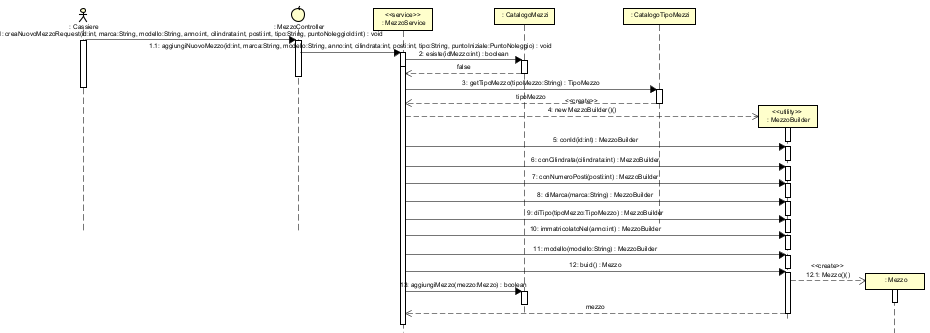 : Cassiere
: MezzoController
<<service>>
: MezzoService
: CatalogoMezzi
: CatalogoTipoMezzi
: creaNuovoMezzoRequest(id:int, marca:String, modello:String, anno:int, cilindrata:int, posti:int, tipo:String, puntoNoleggioId:int) : void
1.1: aggiungiNuovoMezzo(id:int, marca:String, modello:String, anno:int, cilindrata:int, posti:int, tipo:String, puntoIniziale:PuntoNoleggio) : void
2: esiste(idMezzo:int) : boolean
false
3: getTipoMezzo(tipoMezzo:String) : TipoMezzo
tipoMezzo
<<create>>
4: new MezzoBuilder()()
<<utility>>
: MezzoBuilder
5: conId(id:int) : MezzoBuilder
6: conCilindrata(cilindrata:int) : MezzoBuilder
7: conNumeroPosti(posti:int) : MezzoBuilder
8: diMarca(marca:String) : MezzoBuilder
9: diTipo(tipoMezzo:TipoMezzo) : MezzoBuilder
10: immatricolatoNel(anno:int) : MezzoBuilder
11: modello(modello:String) : MezzoBuilder
12: buid() : Mezzo
<<create>>
12.1: Mezzo()()
: Mezzo
13: aggiungiMezzo(mezzo:Mezzo) : boolean
mezzo